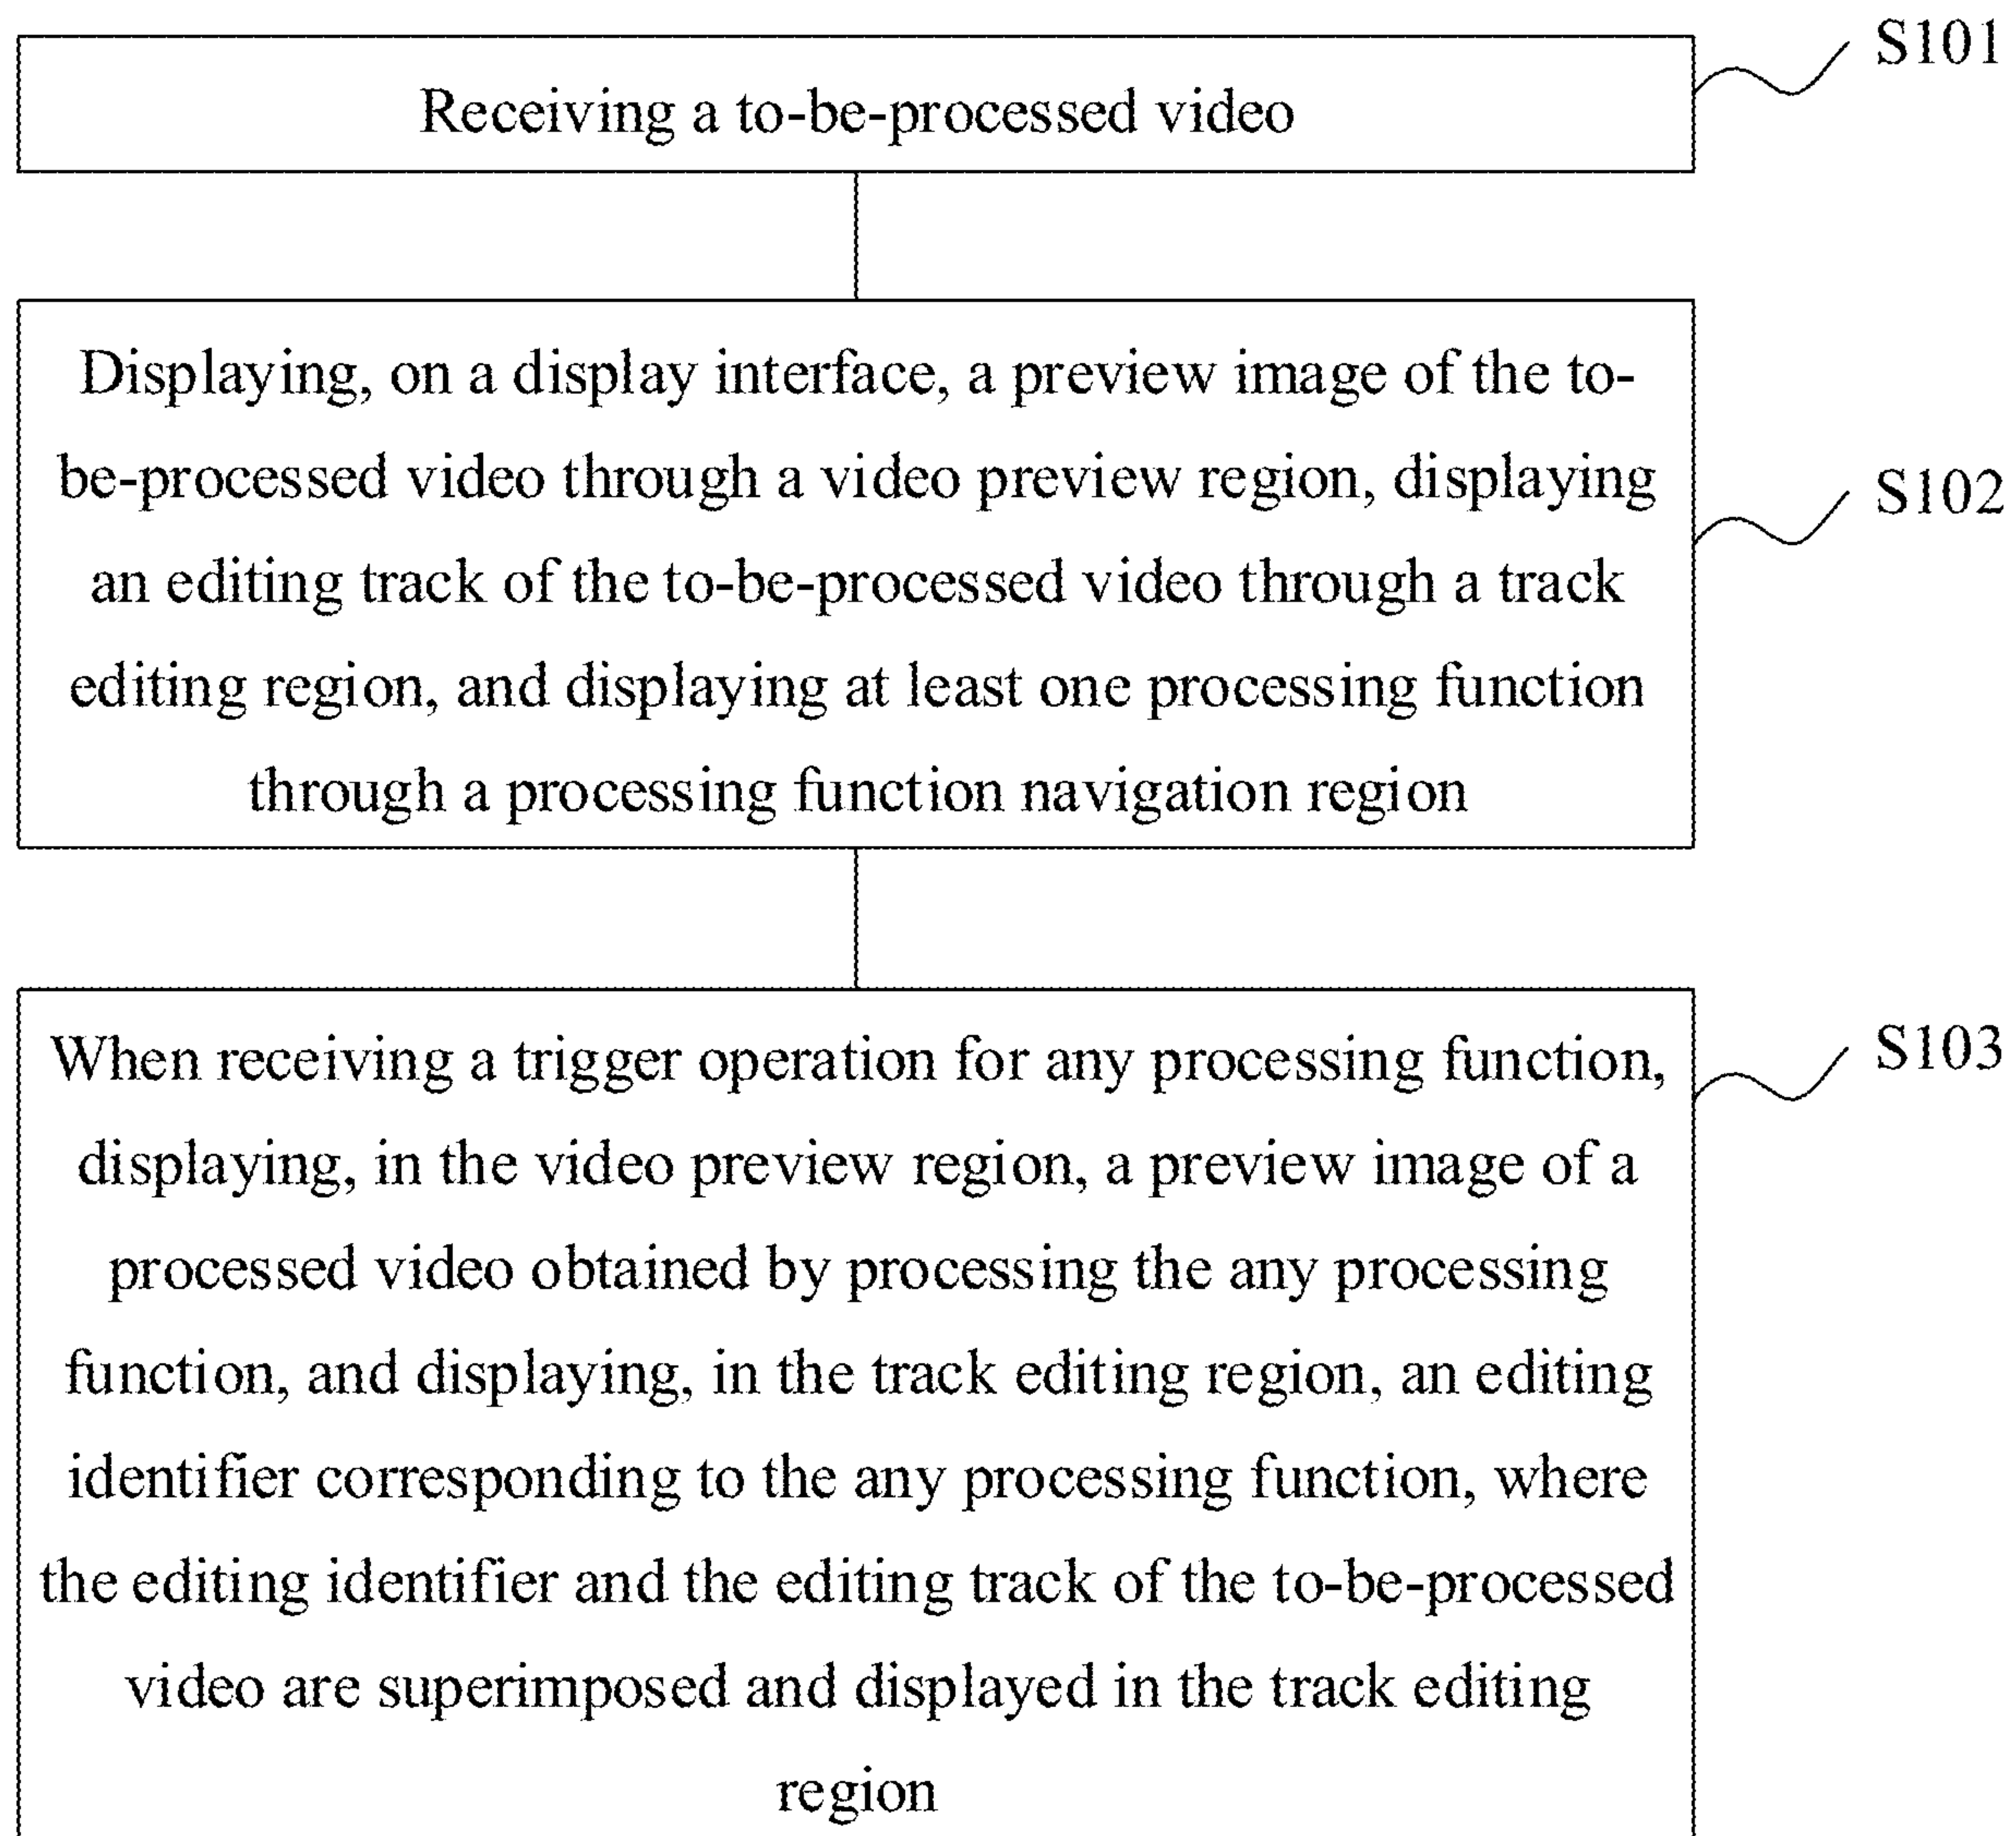 S101
Receiving a to-be-processed video
Displaying, on a display interface, a preview image of the to-
be-processed video through a video preview region, displaying
an editing track of the to-be-processed video through a track
editing region, and displaying at least one processing function
through a processing function navigation region
S102
When receiving a trigger operation for any processing function,
displaying, in the video preview region, a preview image of a
processed video obtained by processing the any processing
function, and displaying, in the track editing region, an editing
identifier corresponding to the any processing function, where
the editing identifier and the editing track of the to-be-processed
video are superimposed and displayed in the track editing
region
S103